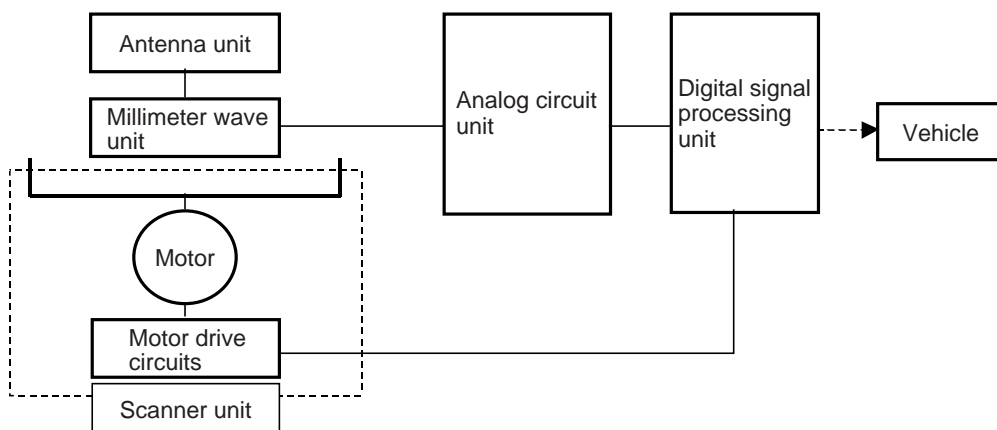 Antenna unit
Millimeter wave
unit
Analog circuit
unit
Digital signal
processing
unit
Vehicle
Motor
Motor drive
circuits
Scanner unit